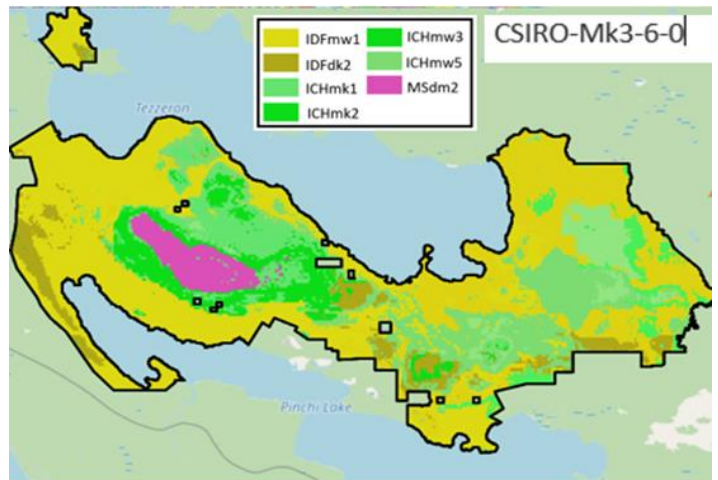 CSIRO-Mk3-6-0
IDFmw1
IDFdk2
ICHmk1
ICHmk2
ICHmw3
ICHmw5
MSdm2
Tezzeron
Pinchi Lake